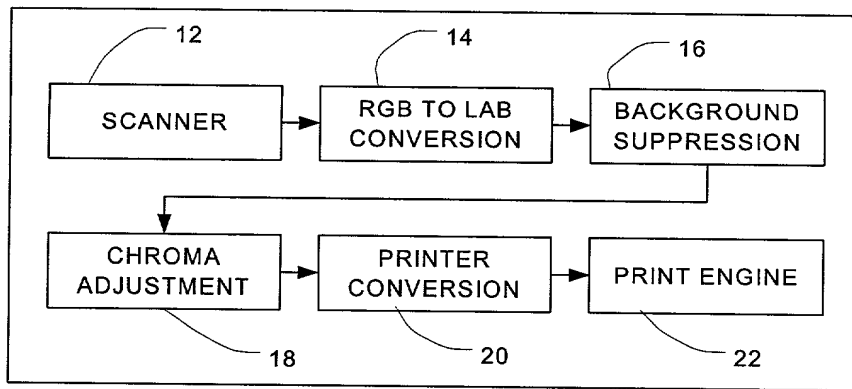 12
14
16
SCANNER
RGB TO LAB
CONVERSION
BACKGROUND
SUPPRESSION
CHROMA
ADJUSTMENT
PRINTER
CONVERSION
PRINT ENGINE
18
20
22